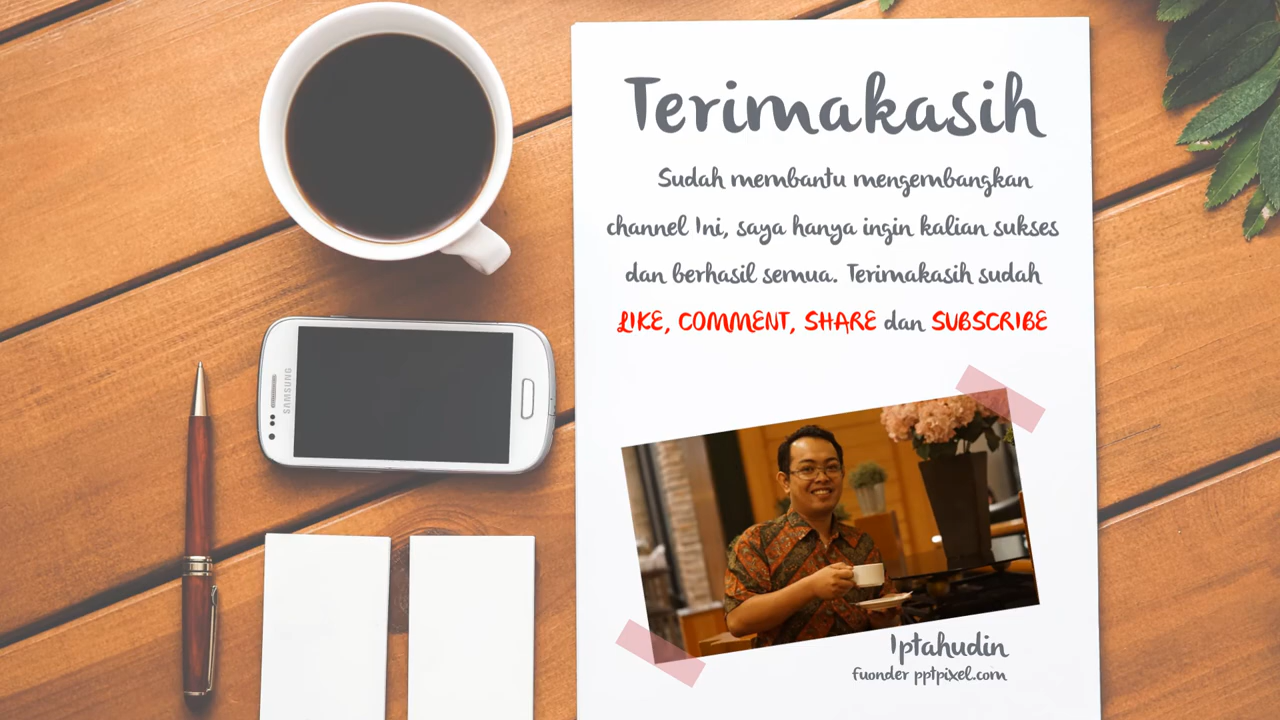 Terimakasih
Sudah membantu mengembangkan
channel Ini, saya hanya ingin kalian sukses
dan berhasil semua. Terimakasih sudah
LIKE, COMMENT, SHARE dan SUBSCRIBE
SAMSUNG
Iptahudin
fuonder pptpixel.com